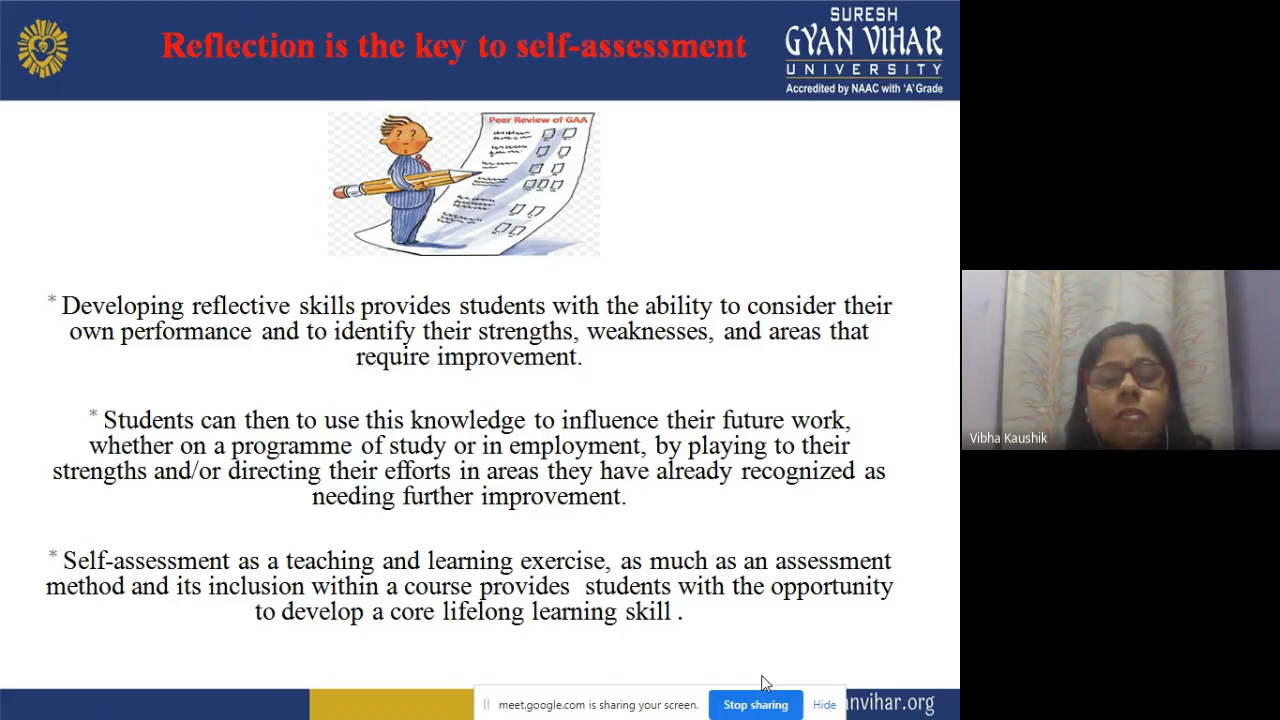 Reflection is the key to self-assessment
SURESH
GYAN VIHAR
UNIVERSITY
Accredited by NAAC with 'A' Grade
Peer Review of GAA
* Developing reflective skills provides students with the ability to consider their
own performance and to identify their strengths, weaknesses, and areas that
require improvement.
* Students can then to use this knowledge to influence their future work,
whether on a programme of study or in employment, by playing to their
strengths and/or directing their efforts in areas they have already recognized as
needing further improvement.
* Self-assessment as a teaching and learning exercise, as much as an assessment
method and its inclusion within a course provides  students with the opportunity
to develop a core lifelong learning skill .
Vibha Kaushik
meet.google.com is sharing your screen.
Stop sharing
Hide
anvihar.org